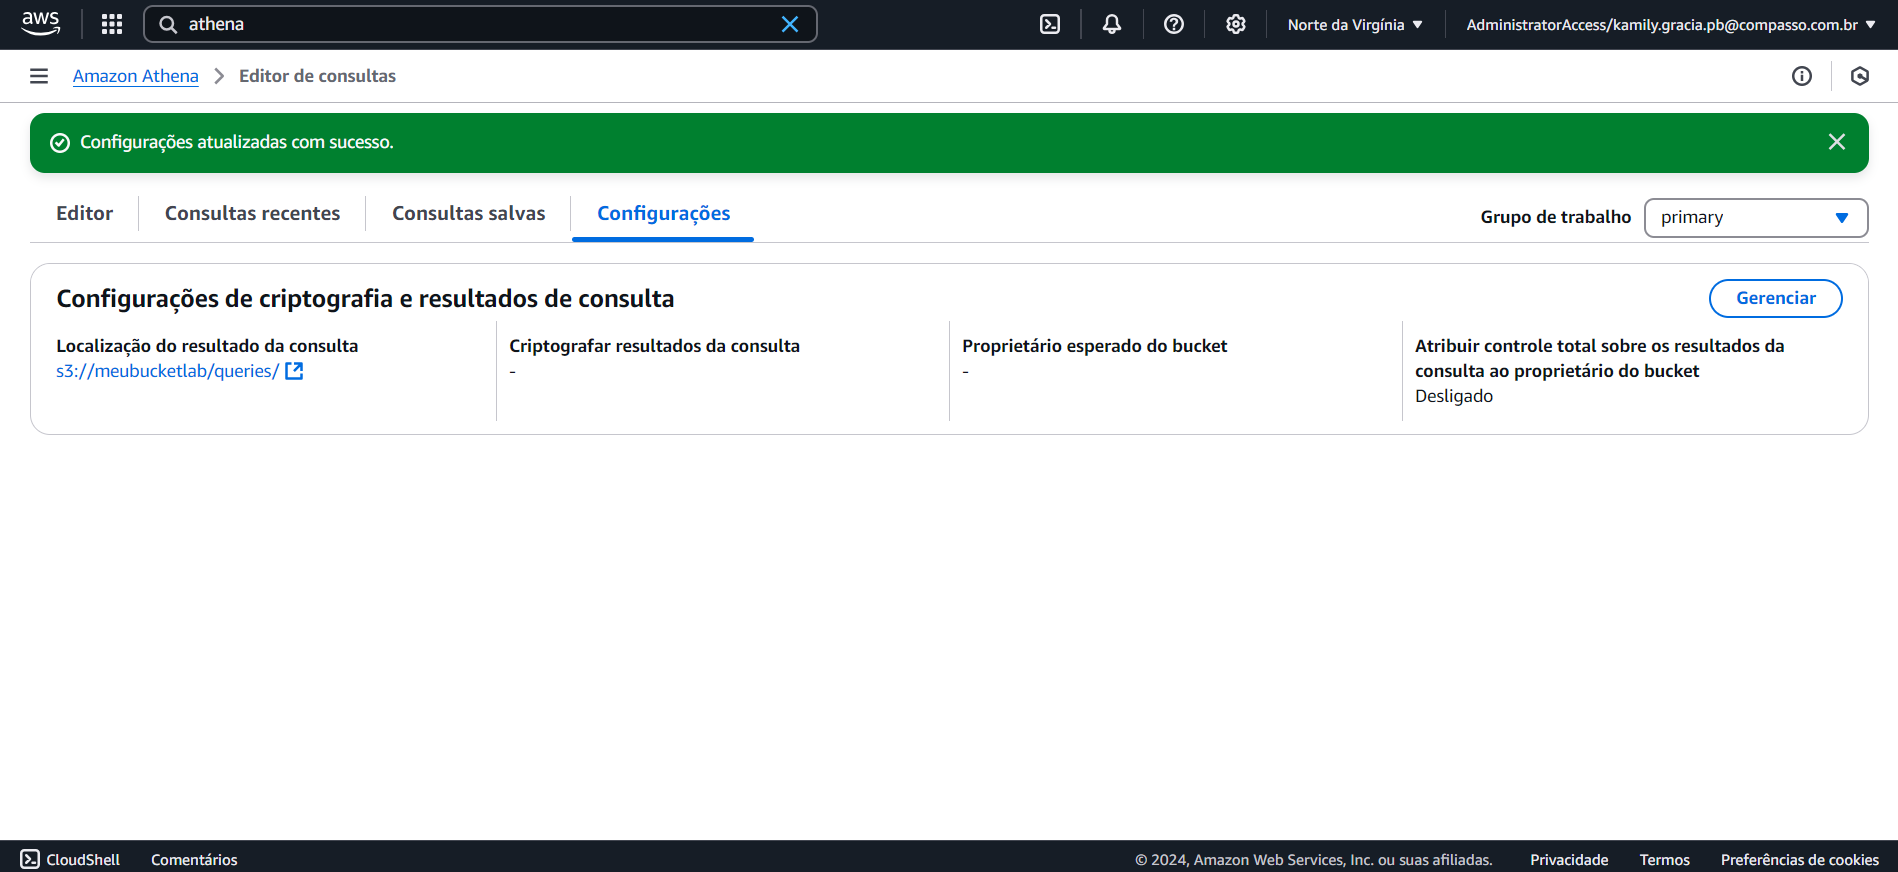 aws
athena
Norte da Virgínia
AdministratorAccess/kamily.gracia.pb@compasso.com.br
Amazon Athena
Editor de consultas
Configurações atualizadas com sucesso.
Editor
Consultas recentes
Consultas salvas
Configurações
Grupo de trabalho
primary
Configurações de criptografia e resultados de consulta
Gerenciar
Localização do resultado da consulta
s3://meubucketlab/queries/
Criptografar resultados da consulta
-
Proprietário esperado do bucket
-
Atribuir controle total sobre os resultados da
consulta ao proprietário do bucket
Desligado
CloudShell
Comentários
© 2024, Amazon Web Services, Inc. ou suas afiliadas.
Privacidade
Termos
Preferências de cookies